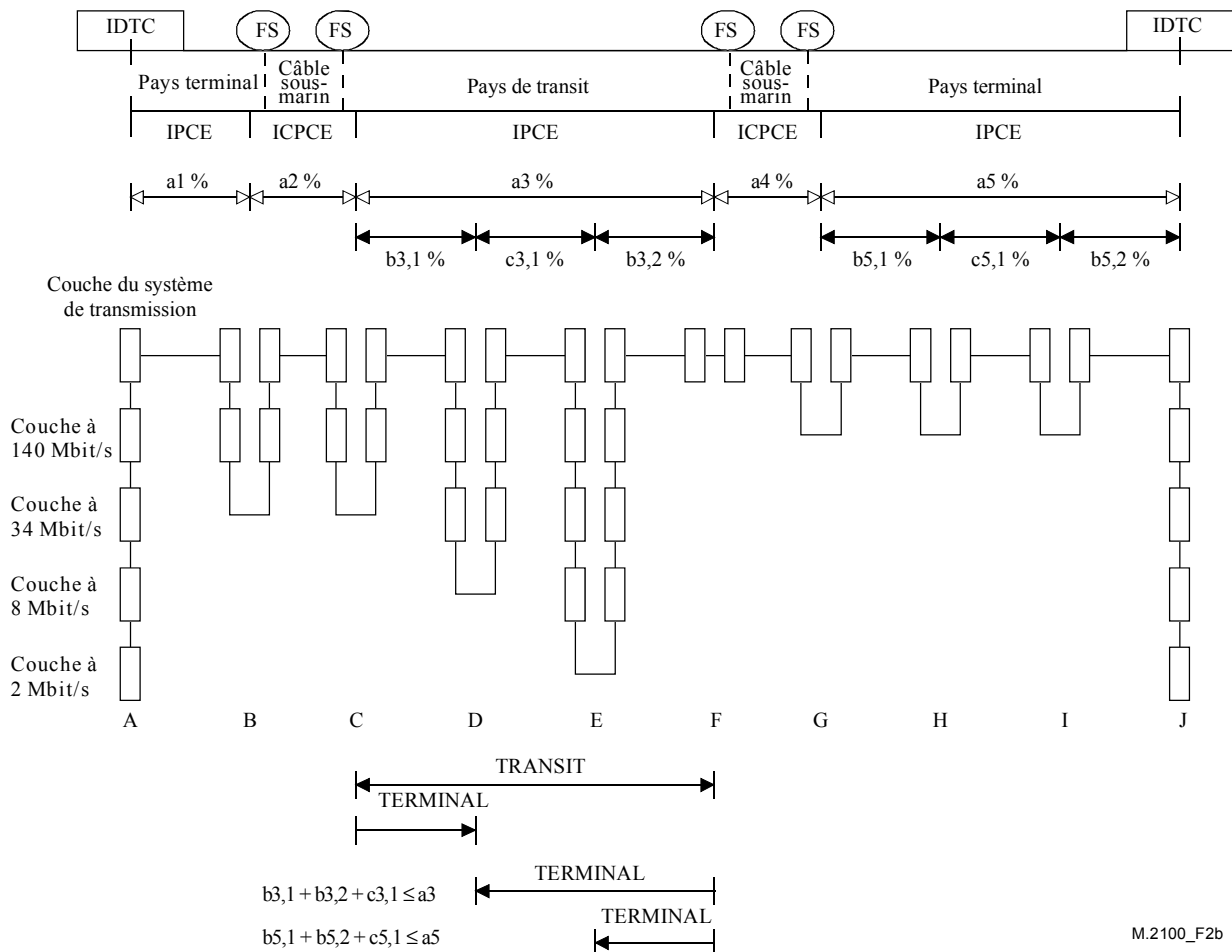 IDTC FS FS FS FS IDTC
Pays terminal
Câble
sous-
marin
Pays de transit
Câble
sous-
marin
Pays terminal
IPCE ICPCE IPCE ICPCE IPCE
a1 % a2 % a3 % a4 % a5 %
b3,1 % c3,1 % b3,2 % b5,1 % c5,1 % b5,2 %
Couche du système
de transmission
Couche à
140 Mbit/s
Couche à
34 Mbit/s
Couche à
8 Mbit/s
Couche à
2 Mbit/s
A B C D E F G H I J
TRANSIT
TERMINAL
TERMINAL
b3,1 + b3,2 + c3,1 ≤ a3
TERMINAL
b5,1 + b5,2 + c5,1 ≤ a5
M.2100_F2b